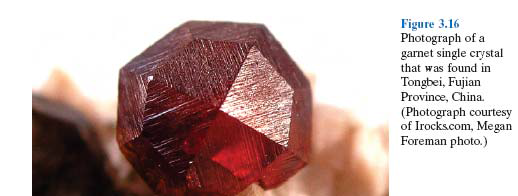 Figure 3.16
Photograph of a
garnet single crystal
that was found in
Tongbei, Fujian
Province, China.
(Photograph courtesy
of Irocks.com, Megan
Foreman photo.)